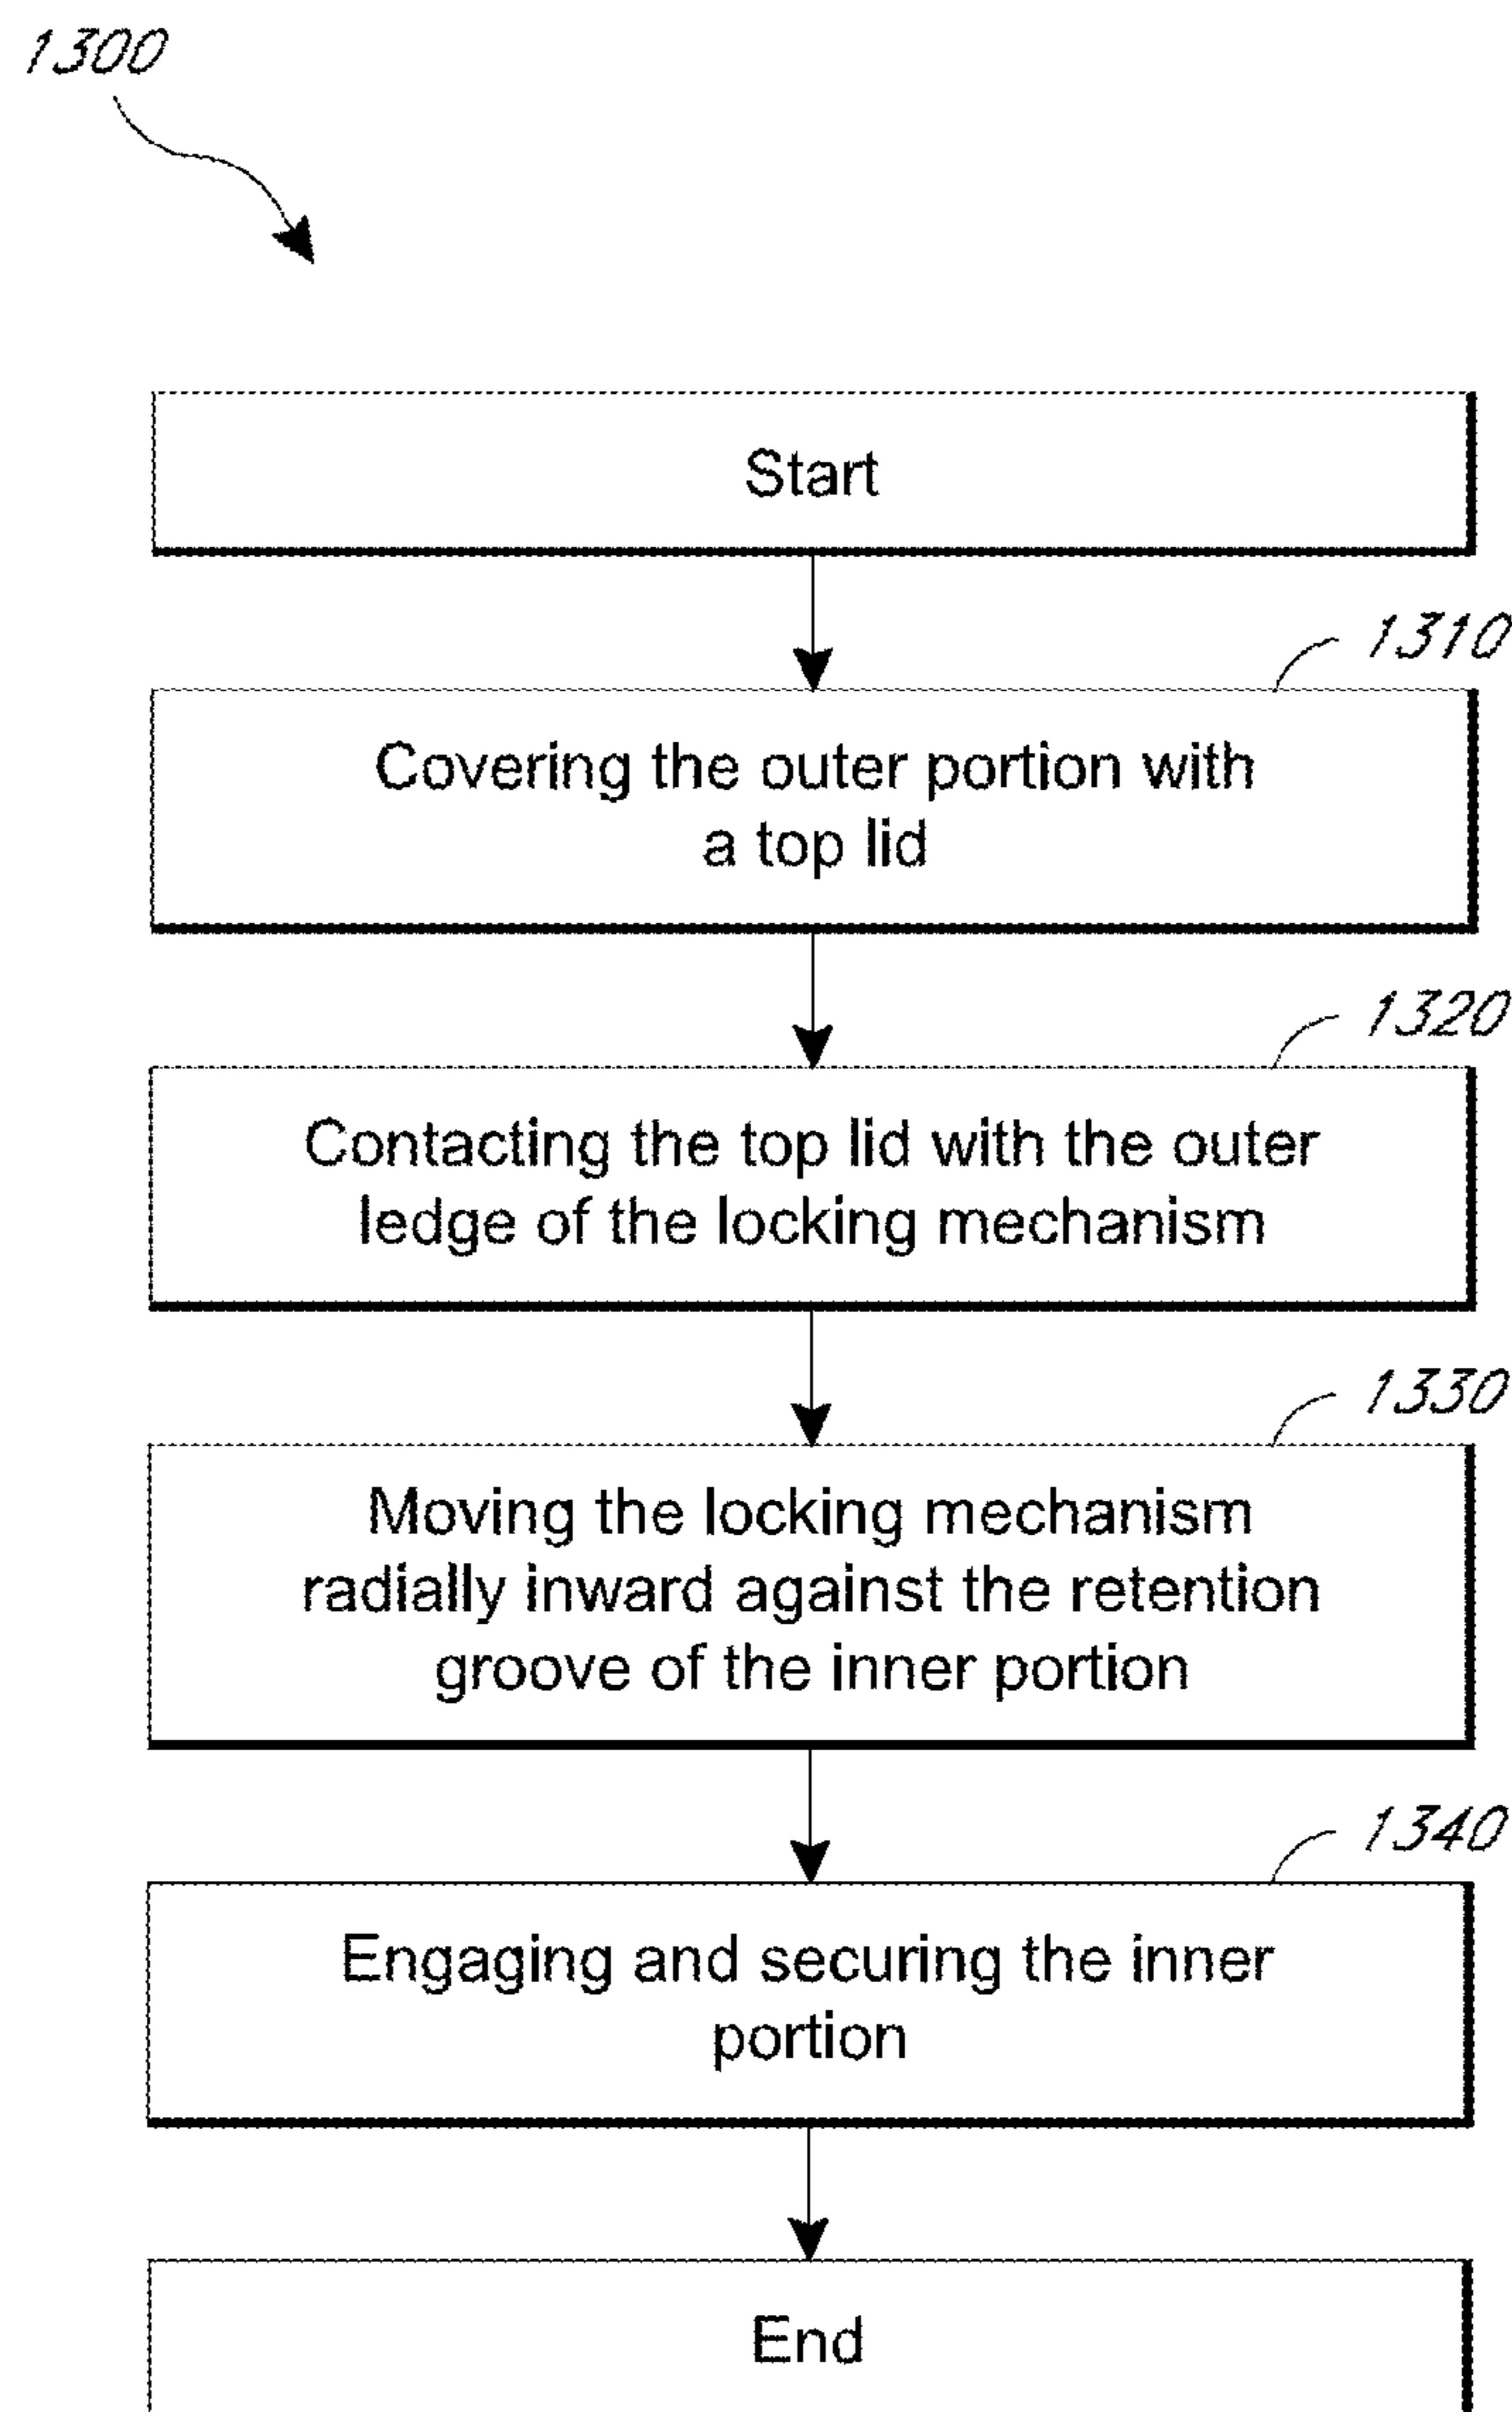 1300
Start
1310
Covering the outer portion with
a top lid
1320
Contacting the top lid with the outer
ledge of the locking mechanism
1330
Moving the locking mechanism
radially inward against the retention
groove of the inner portion
1340
Engaging and securing the inner
portion
End